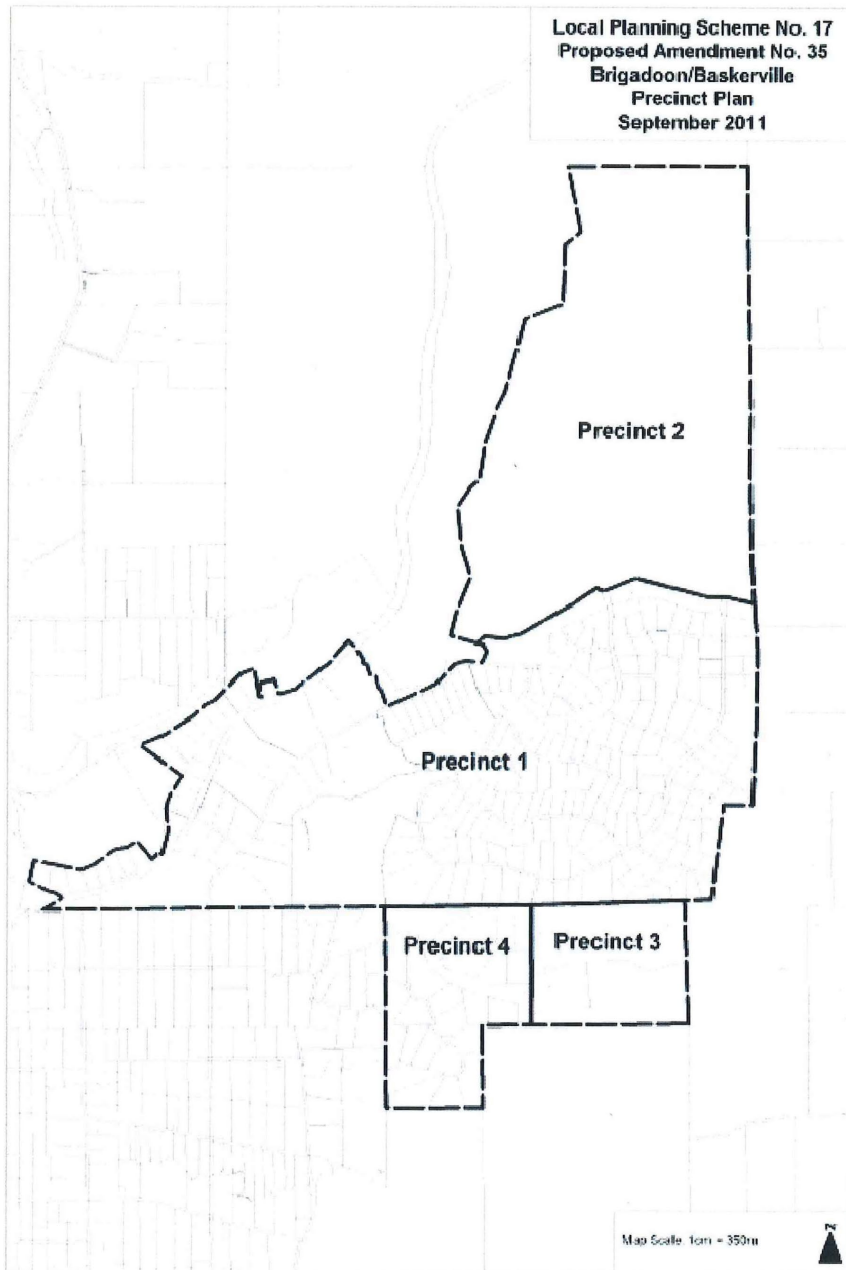 Local Planning Scheme No. 17
Proposed Amendment No. 35
Brigadoon/Baskerville
Precinct Plan
September 2011
Precinct 2
Precinct 1
Precinct 4
Precinct 3
Map Scale: 1cm = 350m
N